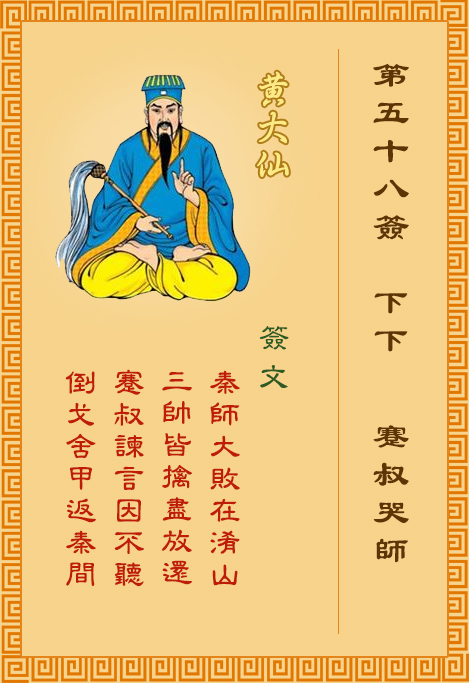 第五十八簽 下下 蹇叔哭師
黃大仙
簽文
秦師大敗在淆山
三帥皆擒盡放還
蹇叔諫言因不聽
倒戈舍甲返秦間